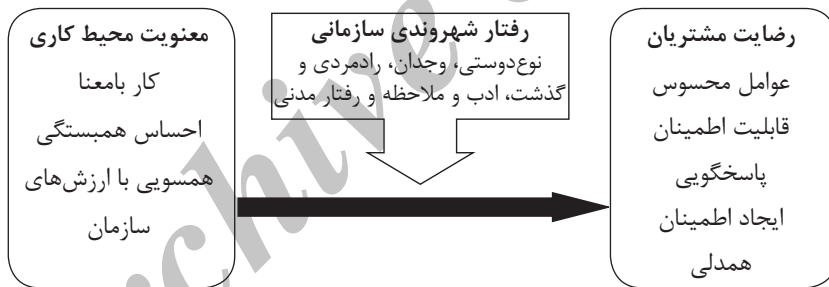 رضایت مشتریان
عوامل محسوس
قابلیت اطمینان
پاسخگویی
ایجاد اطمینان
همدلی
رفتار شهروندی سازمانی
نوع‌دوستی، وجدان، رادمردی و
گذشت، ادب و ملاحظه و رفتار مدنی
معنویت محیط کاری
کار بامعنا
احساس همبستگی
همسویی با ارزش‌های
سازمان